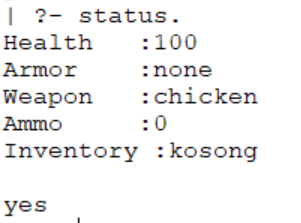 | ?- status.
Health   :100
Armor    :none
Weapon   :chicken
Ammo     :0
Inventory :kosong
yes